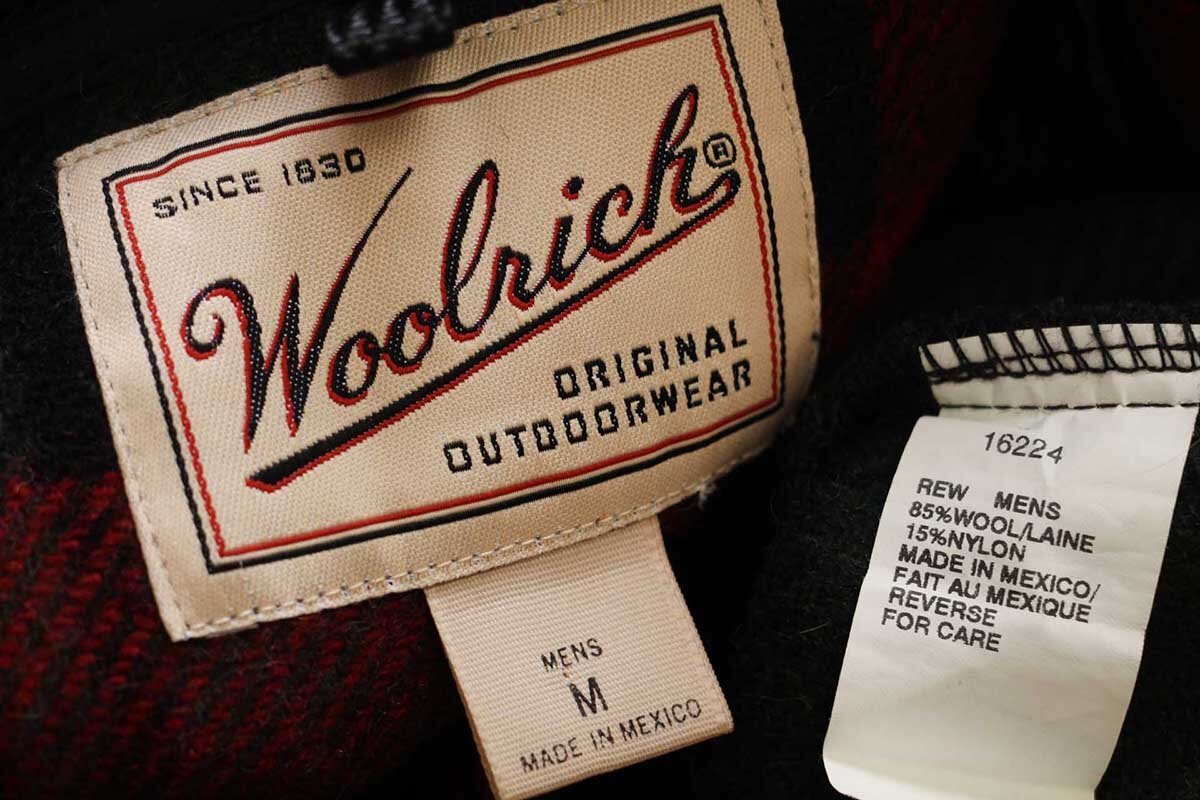 SINCE 1830
Woolrich®
ORIGINAL
OUTDOORWEAR
MENS
M
MADE IN MEXICO
16224
REW MENS
85%WOOL/LAINE
15%NYLON
MADE IN MEXICO/
FAIT AU MEXIQUE
REVERSE
FOR CARE